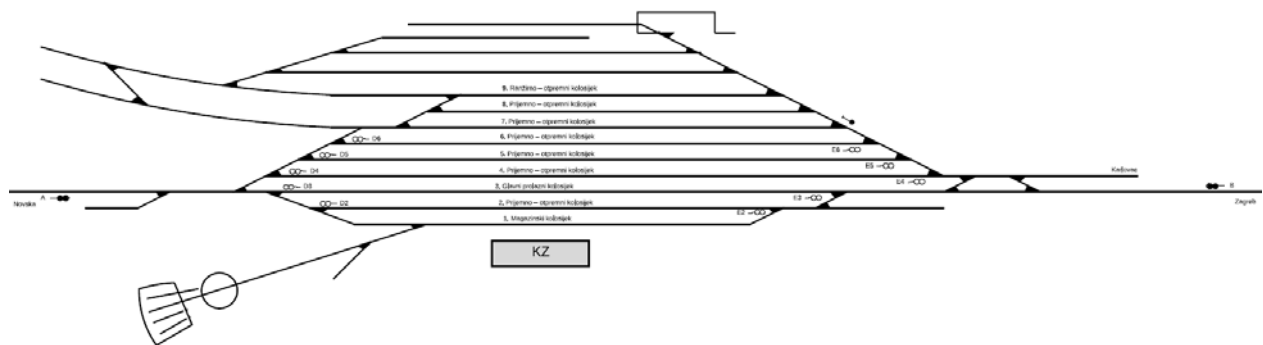 9. Ranžirno – otpremni kolosijek
8. Prijemno – otpremni kolosijek
7. Prijemno – otpremni kolosijek
D6
6. Prijemno – otpremni kolosijek
E6
D5
5. Prijemno – otpremni kolosijek
E5
D4
4. Prijemno – otpremni kolosijek
E4
D3
3. Glavni prolazni kolosijek
A
Novska
B
Zagreb
D2
2. Prijemno – otpremni kolosijek
E3
E2
1. Magazinski kolosijek
KZ